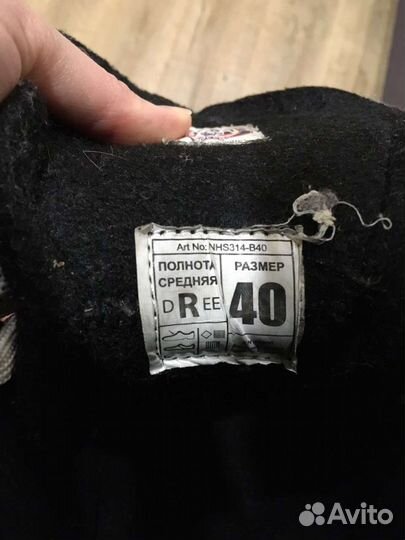 Art No: NHS314-B40
ПОЛНОТА РАЗМЕР
СРЕДНЯЯ
D R EE 40
Avito